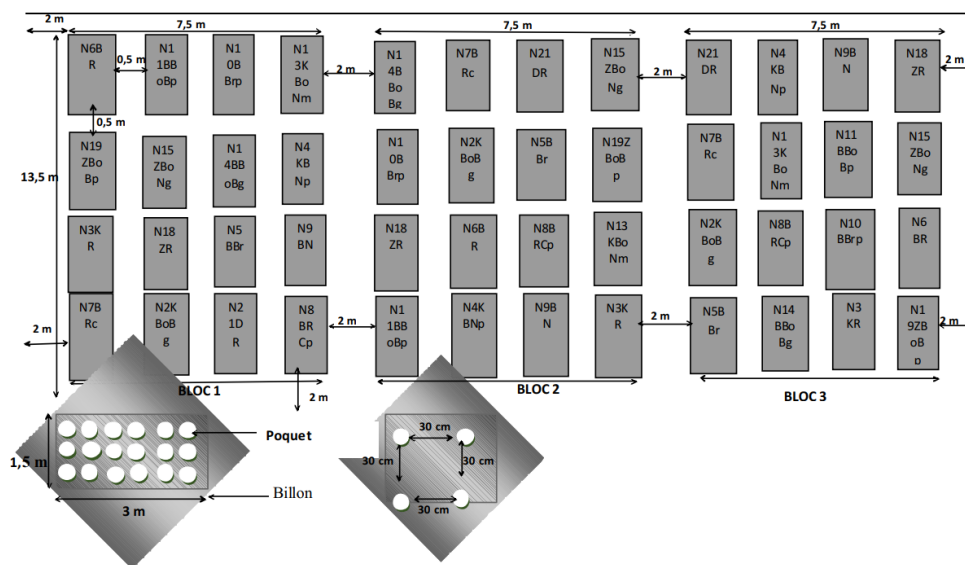 2 m
7,5 m
7,5 m
7,5 m
N6B
R
0,5 m
N1
1BB
oBp
N1
0B
Brp
N1
3K
Bo
Nm
2 m
N1
4B
Bo
Bg
N7B
Rc
N21
DR
N15
ZBo
Ng
2 m
N21
DR
N4
KB
Np
N9B
N
N18
ZR
2 m
0,5 m
13,5 m
N19
ZBo
Bp
N15
ZBo
Ng
N1
4BB
oBg
N4
KB
Np
N1
0B
Brp
N2K
BoB
g
N5B
Br
N19Z
BoB
p
N7B
Rc
N1
3K
Bo
Nm
N11
BBo
Bp
N15
ZBo
Ng
N3K
R
N18
ZR
N5
BBr
N9
BN
N18
ZR
N6B
R
N8B
RCp
N13
KBo
Nm
N2K
BoB
g
N8B
RCp
N10
BBrp
N6
BR
2 m
N7B
Rc
N2K
BoB
g
N2
1D
R
N8
BR
Cp
2 m
N1
1BB
oBp
N4K
BNp
N9B
N
N3K
R
2 m
N5B
Br
N14
BBo
Bg
N3
KR
N1
9ZB
oB
p
2 m
BLOC 1
2 m
BLOC 2
BLOC 3
1,5 m
Poquet
Billon
3 m
30 cm
30 cm
30 cm
30 cm